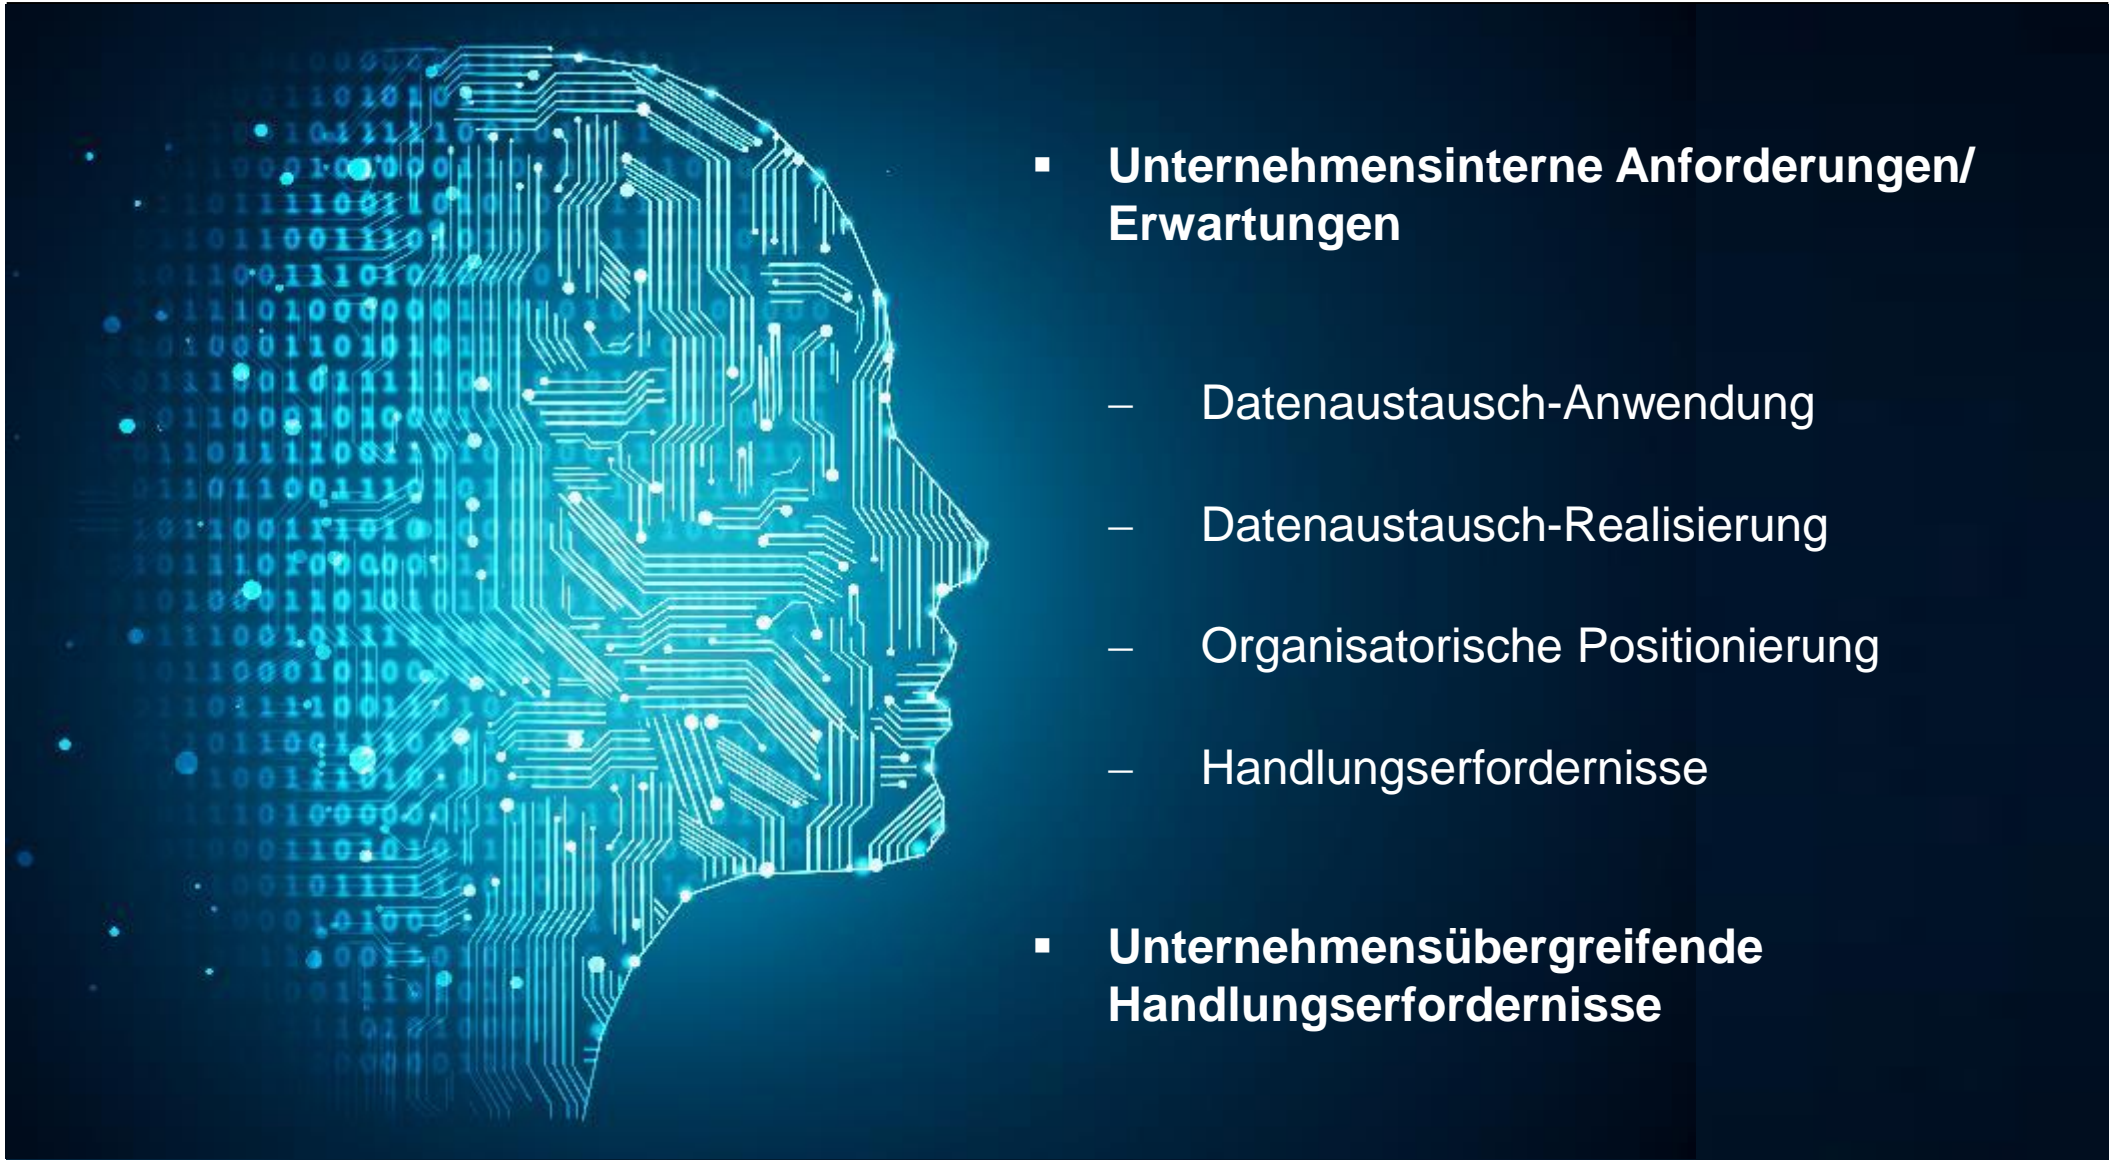 ▪ Unternehmensinterne Anforderungen/
Erwartungen
– Datenaustausch-Anwendung
– Datenaustausch-Realisierung
– Organisatorische Positionierung
– Handlungserfordernisse
▪ Unternehmensübergreifende
Handlungserfordernisse